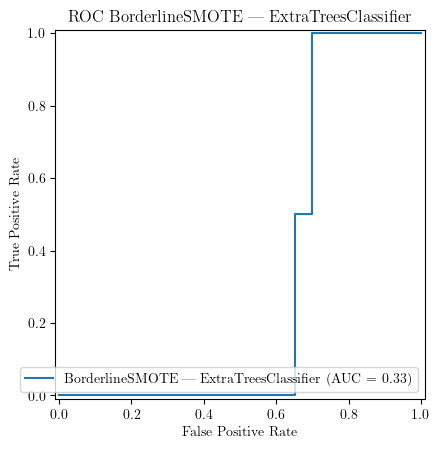 ROC BorderlineSMOTE — ExtraTreesClassifier
1.0
0.8
0.6
0.4
0.2
0.0
True Positive Rate
BorderlineSMOTE — ExtraTreesClassifier (AUC = 0.33)
0.0 0.2 0.4 0.6 0.8 1.0
False Positive Rate